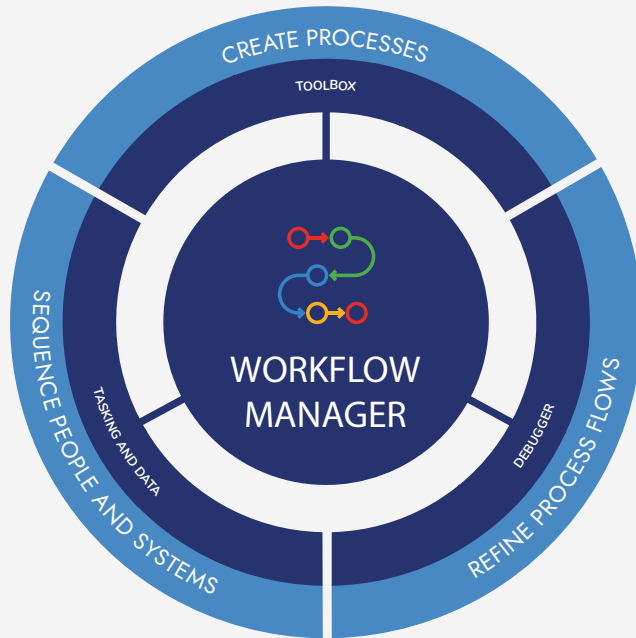 CREATE PROCESSES
TOOLBOX
SEQUENCE PEOPLE AND SYSTEMS
TASKING AND DATA
WORKFLOW
MANAGER
DEBUGGER
REFINE PROCESS FLOWS